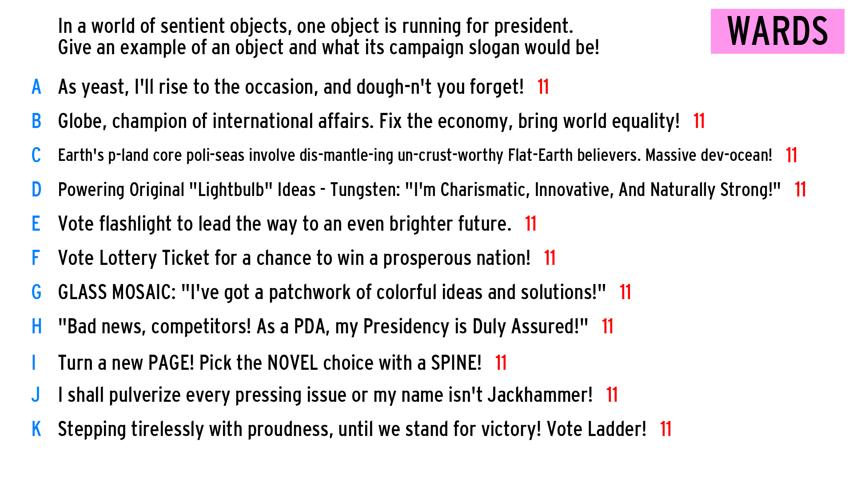 In a world of sentient objects, one object is running for president.
Give an example of an object and what its campaign slogan would be!
WARDS
A As yeast, I'll rise to the occasion, and dough-n't you forget! 11
B Globe, champion of international affairs. Fix the economy, bring world equality! 11
C Earth's p-land core poli-seas involve dis-mantle-ing un-crust-worthy Flat-Earth believers. Massive dev-ocean! 11
D Powering Original "Lightbulb" Ideas - Tungsten: "I'm Charismatic, Innovative, And Naturally Strong!" 11
E Vote flashlight to lead the way to an even brighter future. 11
F Vote Lottery Ticket for a chance to win a prosperous nation! 11
G GLASS MOSAIC: "I've got a patchwork of colorful ideas and solutions!" 11
H "Bad news, competitors! As a PDA, my Presidency is Duly Assured!" 11
I Turn a new PAGE! Pick the NOVEL choice with a SPINE! 11
J I shall pulverize every pressing issue or my name isn't Jackhammer! 11
K Stepping tirelessly with proudness, until we stand for victory! Vote Ladder! 11